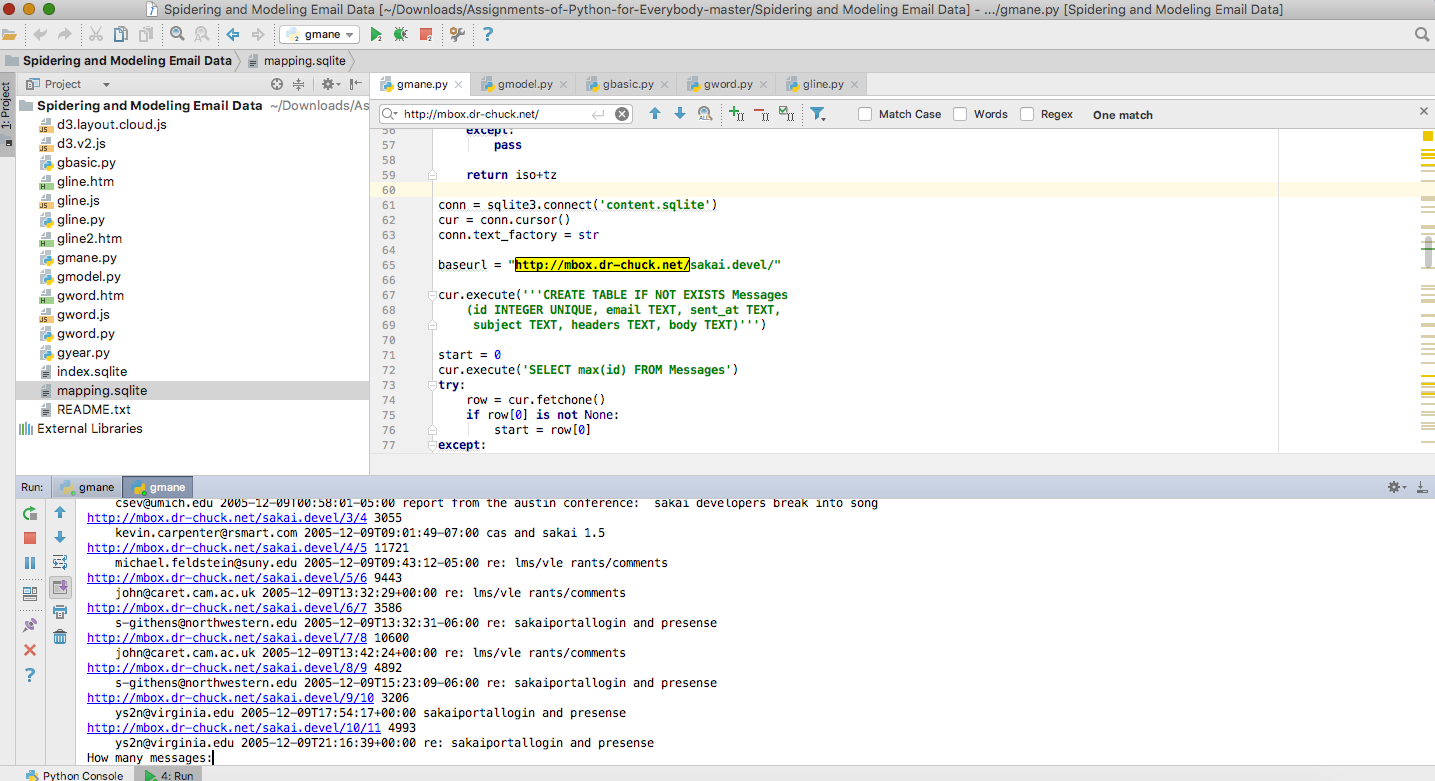 Spidering and Modeling Email Data [~/Downloads/Assignments-of-Python-for-Everybody-master/Spidering and Modeling Email Data] - .../gmane.py [Spidering and Modeling Email Data]
gmane
Spidering and Modeling Email Data mapping.sqlite
1: Project
Project
Spidering and Modeling Email Data ~/Downloads/As
d3.layout.cloud.js
d3.v2.js
gbasic.py
gline.htm
gline.js
gline.py
gline2.htm
gmane.py
gmodel.py
gword.htm
gword.js
gword.py
gyear.py
index.sqlite
mapping.sqlite
README.txt
External Libraries
gmane.py gmodel.py gbasic.py gword.py gline.py
http://mbox.dr-chuck.net/ Match Case Words Regex One match
56 except:
57 pass
58
59 return iso+tz
60
61 conn = sqlite3.connect('content.sqlite')
62 cur = conn.cursor()
63 conn.text_factory = str
64
65 baseurl = "http://mbox.dr-chuck.net/sakai.devel/"
66
67 cur.execute('''CREATE TABLE IF NOT EXISTS Messages
68 (id INTEGER UNIQUE, email TEXT, sent_at TEXT,
69 subject TEXT, headers TEXT, body TEXT)''')
70
71 start = 0
72 cur.execute('SELECT max(id) FROM Messages')
73 try:
74 row = cur.fetchone()
75 if row[0] is not None:
76 start = row[0]
77 except:
Run: gmane gmane
csev@umich.edu 2005-12-09T00:58:01-05:00 report from the austin conference: sakai developers break into song
http://mbox.dr-chuck.net/sakai.devel/3/4 3055
kevin.carpenter@rsmart.com 2005-12-09T09:01:49-07:00 cas and sakai 1.5
http://mbox.dr-chuck.net/sakai.devel/4/5 11721
michael.feldstein@suny.edu 2005-12-09T09:43:12-05:00 re: lms/vle rants/comments
http://mbox.dr-chuck.net/sakai.devel/5/6 9443
john@caret.cam.ac.uk 2005-12-09T13:32:29+00:00 re: lms/vle rants/comments
http://mbox.dr-chuck.net/sakai.devel/6/7 3586
s-githens@northwestern.edu 2005-12-09T13:32:31-06:00 re: sakaiportallogin and presense
http://mbox.dr-chuck.net/sakai.devel/7/8 10600
john@caret.cam.ac.uk 2005-12-09T13:42:24+00:00 re: lms/vle rants/comments
http://mbox.dr-chuck.net/sakai.devel/8/9 4892
s-githens@northwestern.edu 2005-12-09T15:23:09-06:00 re: sakaiportallogin and presense
http://mbox.dr-chuck.net/sakai.devel/9/10 3206
ys2n@virginia.edu 2005-12-09T17:54:17+00:00 sakaiportallogin and presense
http://mbox.dr-chuck.net/sakai.devel/10/11 4993
ys2n@virginia.edu 2005-12-09T21:16:39+00:00 re: sakaiportallogin and presense
How many messages:
Python Console 4: Run